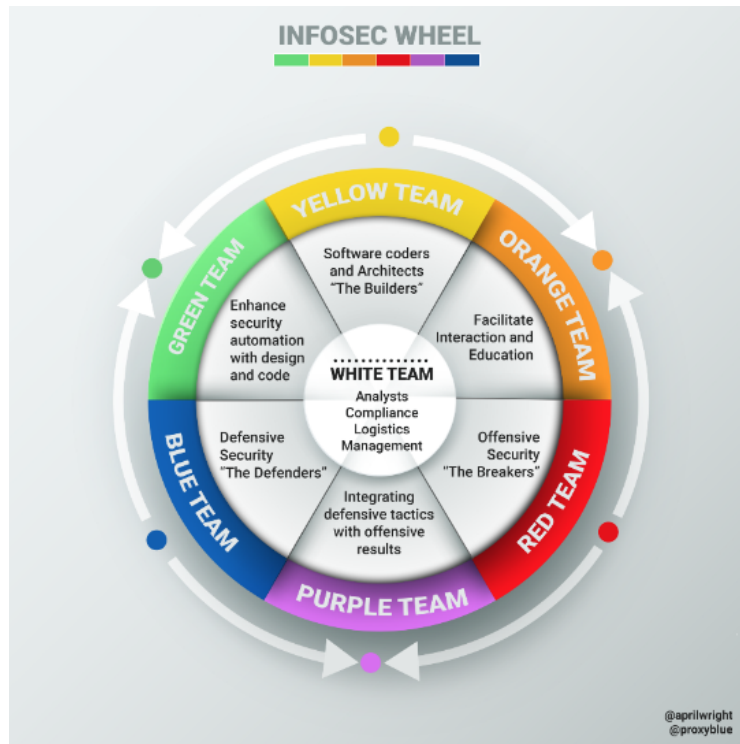 INFOSEC WHEEL
YELLOW TEAM
Software coders
and Architects
“The Builders”
ORANGE TEAM
Facilitate
Interaction and
Education
RED TEAM
Offensive
Security
“The Breakers”
PURPLE TEAM
Integrating
defensive tactics
with offensive
results
BLUE TEAM
Defensive
Security
“The Defenders”
GREEN TEAM
Enhance
security
automation
with design
and code
WHITE TEAM
Analysts
Compliance
Logistics
Management
@aprilwright
@proxyblue